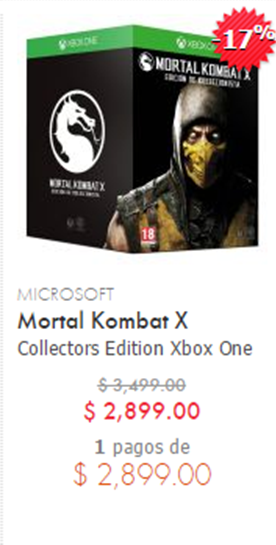 -17%
XBOX ONE
XBOX ONE
MORTAL KOMBAT X
MORTAL KOMBAT X
18
MICROSOFT
Mortal Kombat X
Collectors Edition Xbox One
$ 3,499.00
$ 2,899.00
1 pagos de
$ 2,899.00